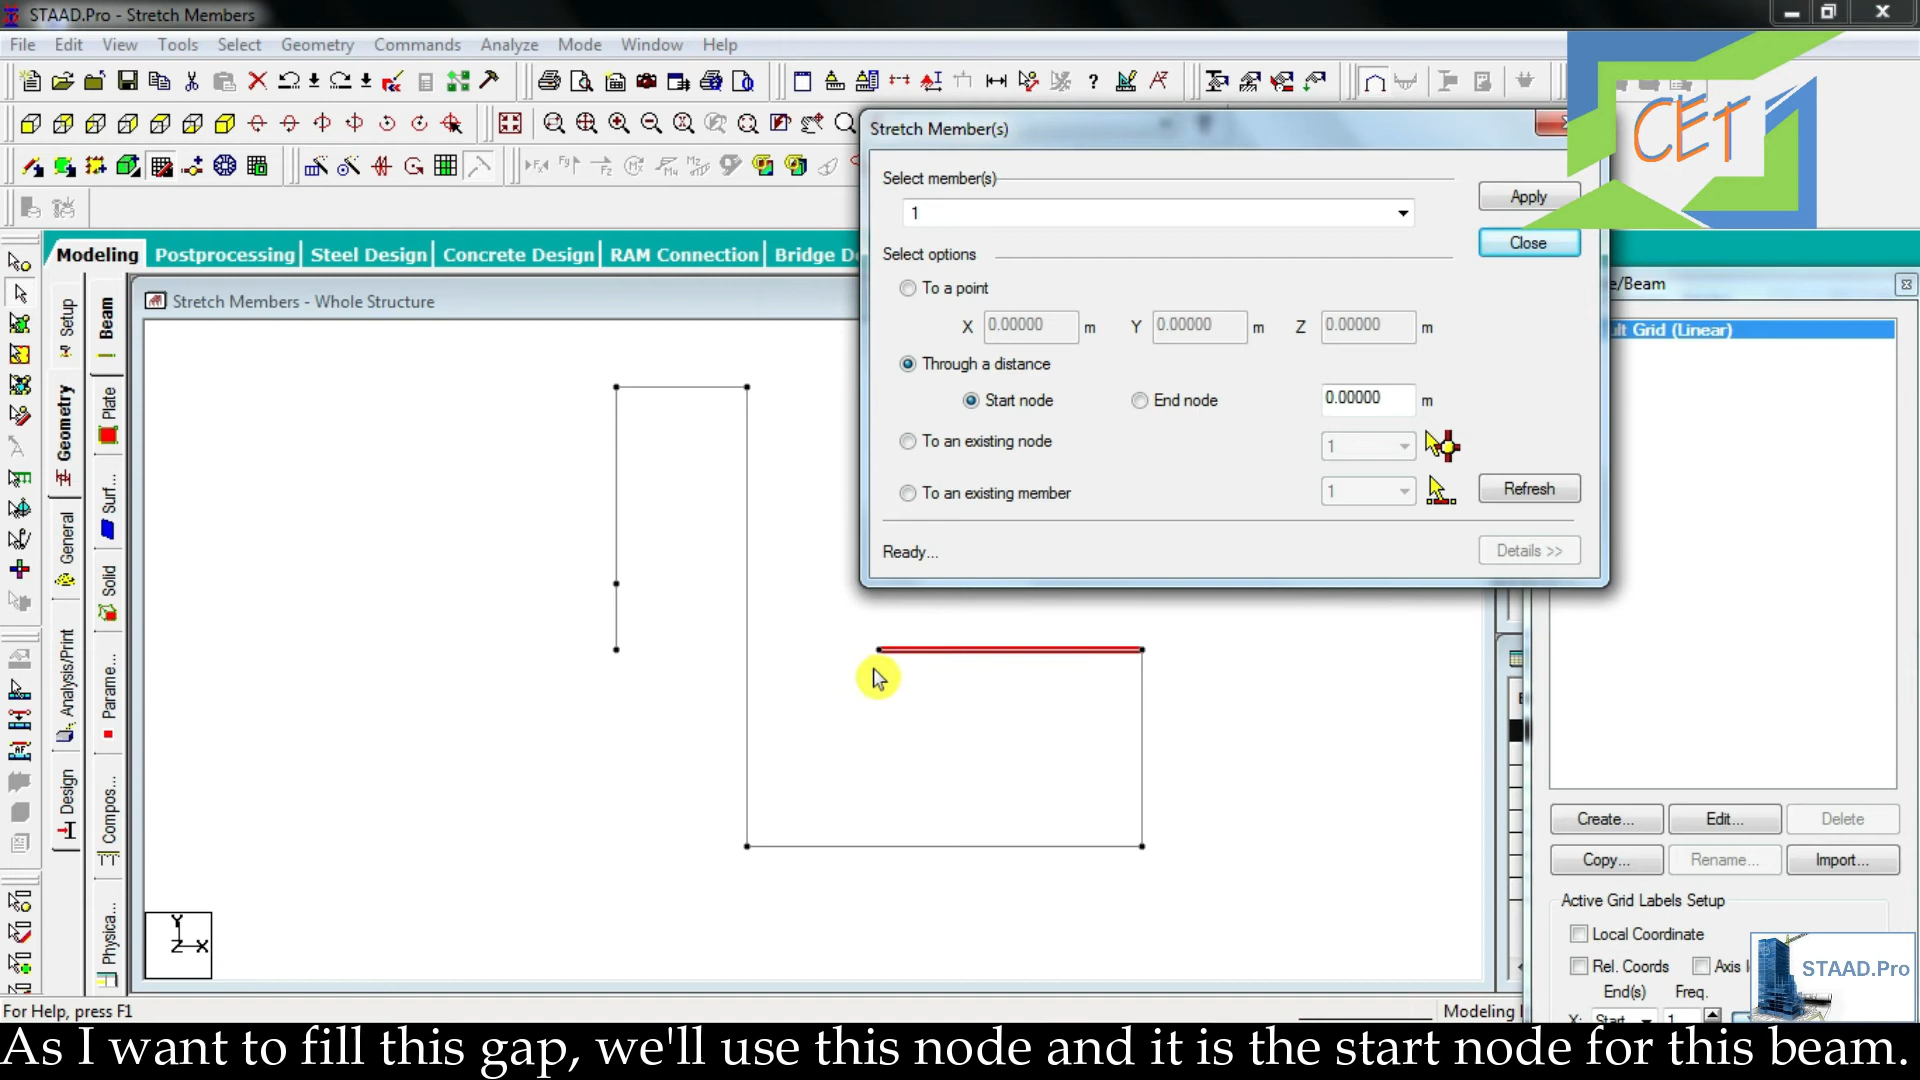 STAAD.Pro - Stretch Members
File Edit View Tools Select Geometry Commands Analyze Mode Window Help
CET
Modeling Postprocessing Steel Design Concrete Design RAM Connection Bridge D
Stretch Members - Whole Structure
Setup
Geometry
General
Analysis/Print
Design
Beam
Plate
Surf...
Solid
Parame...
Compos...
Physica...
Stretch Member(s)
Select member(s)
1
Apply
Close
Select options
To a point
X 0.00000 m Y 0.00000 m Z 0.00000 m
Through a distance
Start node End node 0.00000 m
To an existing node 1
To an existing member 1
Refresh
Ready...
Details >>
e/Beam
ult Grid (Linear)
Create... Edit... Delete
Copy... Rename... Import...
Active Grid Labels Setup
Local Coordinate
Rel. Coords Axis
End(s) Freq.
X: Start 1
STAAD.Pro
Y
Z X
For Help, press F1
Modeling
As I want to fill this gap, we'll use this node and it is the start node for this beam.